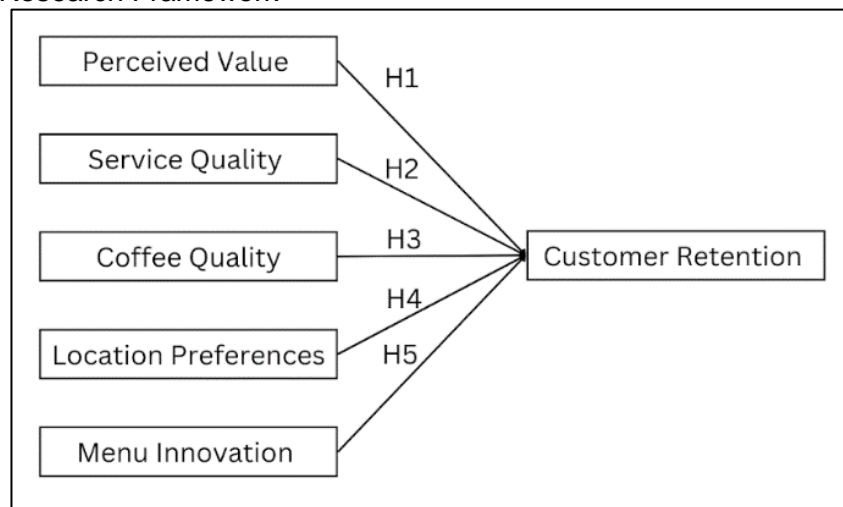 Research Framework
Perceived Value
H1
Service Quality
H2
Coffee Quality
H3
Customer Retention
H4
Location Preferences
H5
Menu Innovation